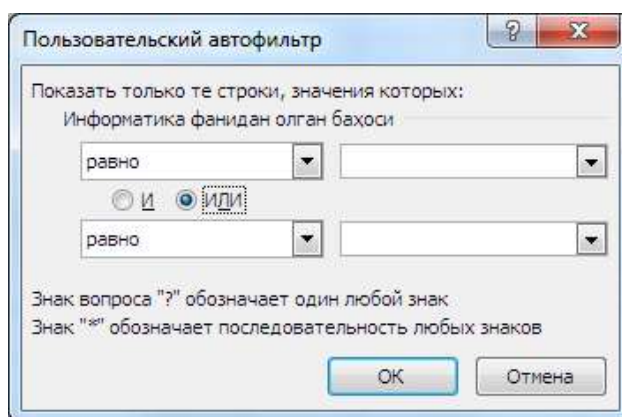 Пользовательский автофильтр
Показать только те строки, значения которых:
Информатика фанидан олган баҳоси
равно
И ИЛИ
равно
Знак вопроса "?" обозначает один любой знак
Знак "*" обозначает последовательность любых знаков
ОК Отмена